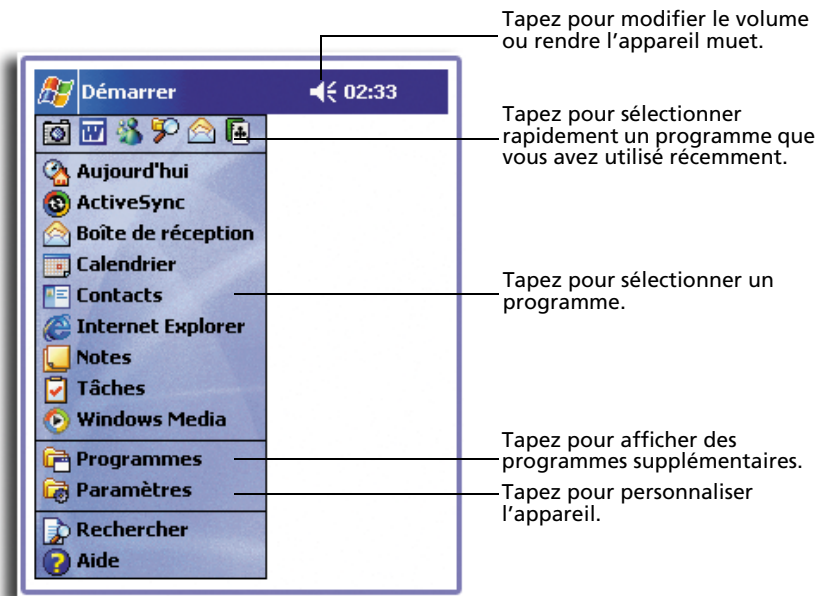 Tapez pour modifier le volume
ou rendre l'appareil muet.
Démarrer 02:33
Tapez pour sélectionner
rapidement un programme que
vous avez utilisé récemment.
Aujourd'hui
ActiveSync
Boîte de réception
Calendrier
Contacts
Tapez pour sélectionner un
programme.
Internet Explorer
Notes
Tâches
Windows Media
Programmes
Tapez pour afficher des
programmes supplémentaires.
Paramètres
Tapez pour personnaliser
l'appareil.
Rechercher
Aide